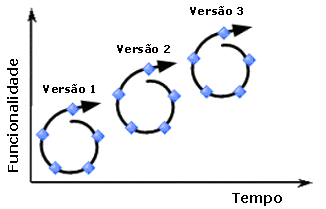 Versão 3
Versão 2
Versão 1
Funcionalidade
Tempo